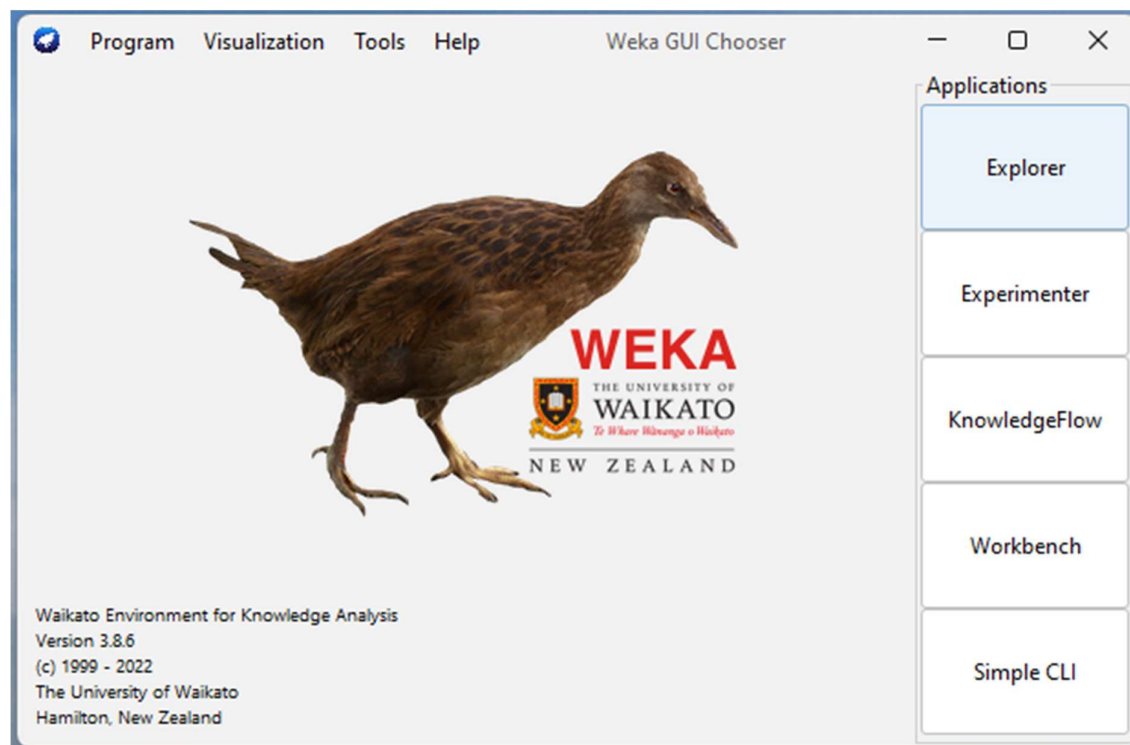 Program Visualization Tools Help Weka GUI Chooser
Applications
Explorer
Experimenter
KnowledgeFlow
Workbench
Simple CLI
WEKA
THE UNIVERSITY OF
WAIKATO
Te Whare Wānanga o Waikato
NEW ZEALAND
Waikato Environment for Knowledge Analysis
Version 3.8.6
(c) 1999 - 2022
The University of Waikato
Hamilton, New Zealand